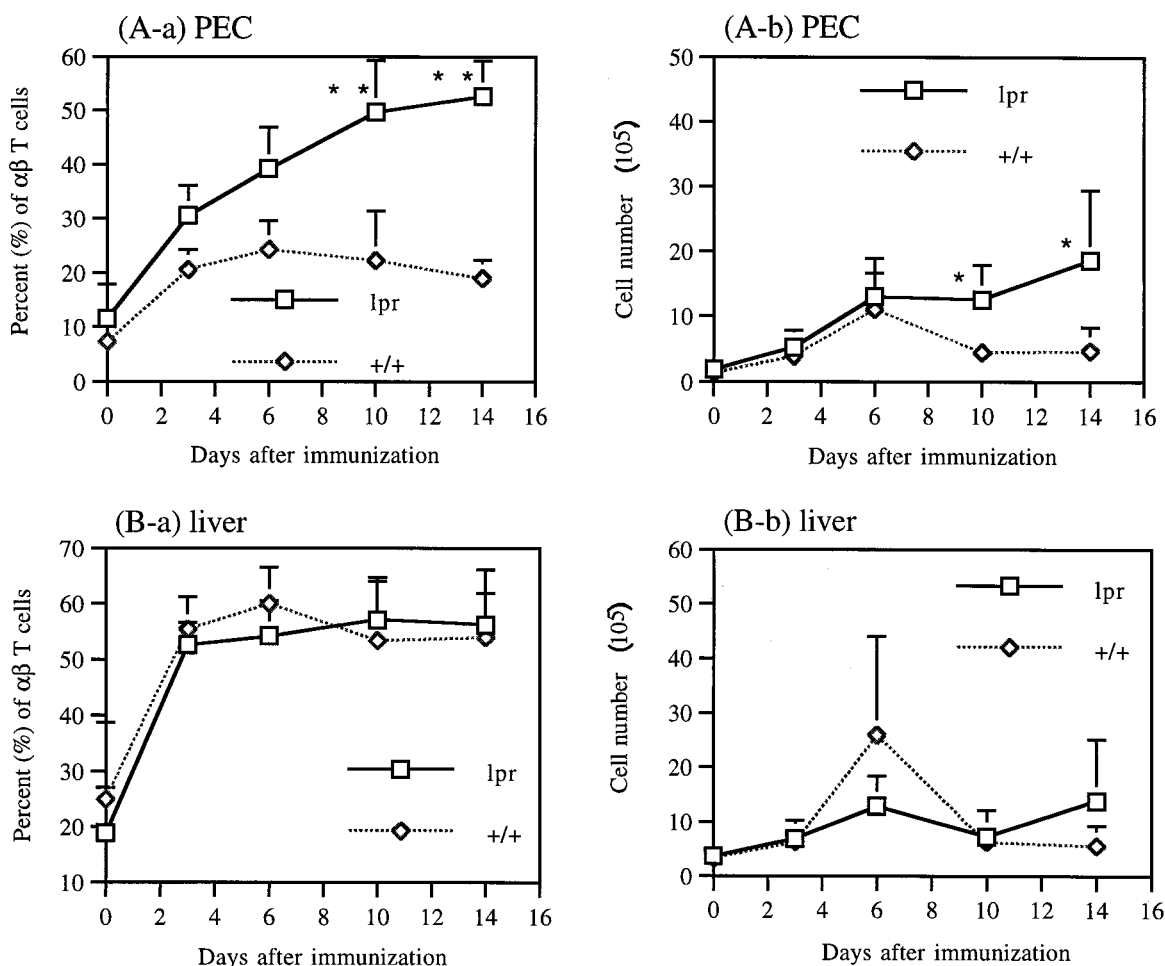 (A-a) PEC
Percent (%) of αβ T cells
60
50
40
30
20
10
0
* *
* *
lpr
+/+
0 2 4 6 8 10 12 14 16
Days after immunization
(A-b) PEC
Cell number (105)
50
40
30
20
10
0
lpr
+/+
*
*
0 2 4 6 8 10 12 14 16
Days after immunization
(B-a) liver
Percent (%) of αβ T cells
70
60
50
40
30
20
10
lpr
+/+
0 2 4 6 8 10 12 14 16
Days after immunization
(B-b) liver
Cell number (105)
60
50
40
30
20
10
0
lpr
+/+
0 2 4 6 8 10 12 14 16
Days after immunization